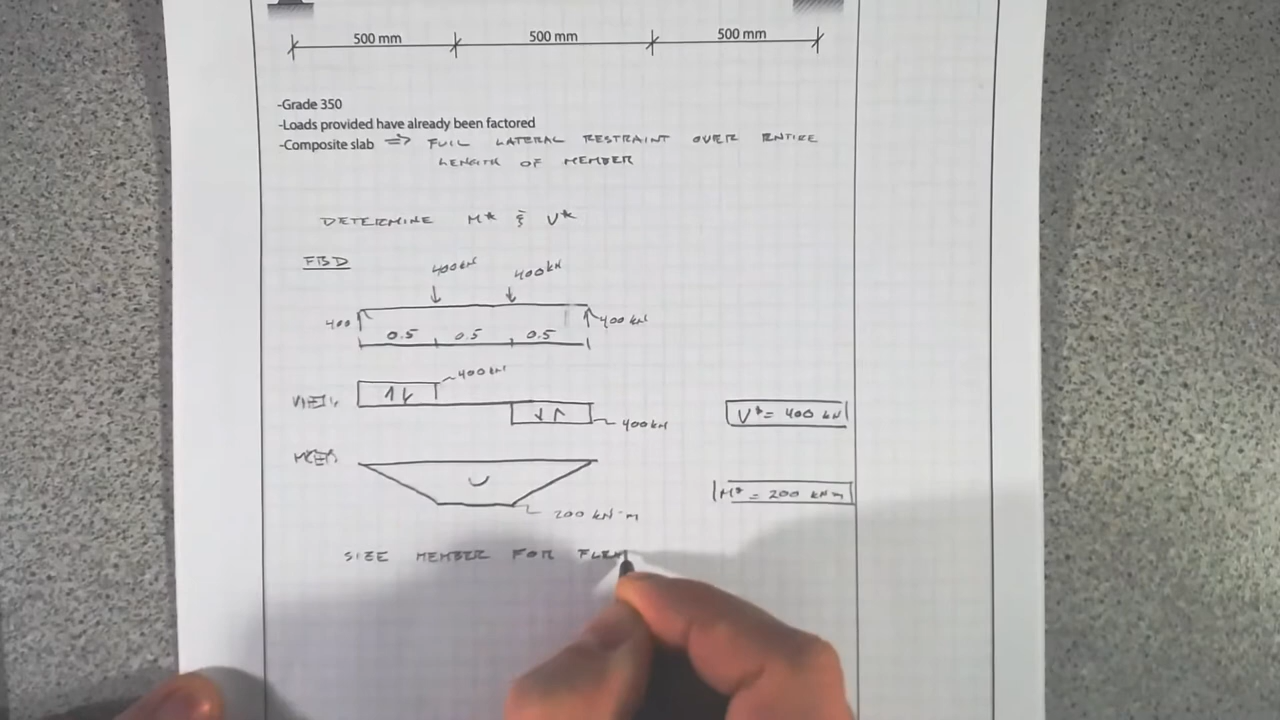 500 mm 500 mm 500 mm
-Grade 350
-Loads provided have already been factored
-Composite slab => FULL LATERAL RESTRAINT OVER ENTIRE
LENGTH OF MEMBER
DETERMINE M* & V*
FBD
400kN 400kN
400 400 kN
0.5 0.5 0.5
400kN
400kN
V* = 400 kN
M* = 200 kNm
200 kN·m
SIZE MEMBER FOR FLEX